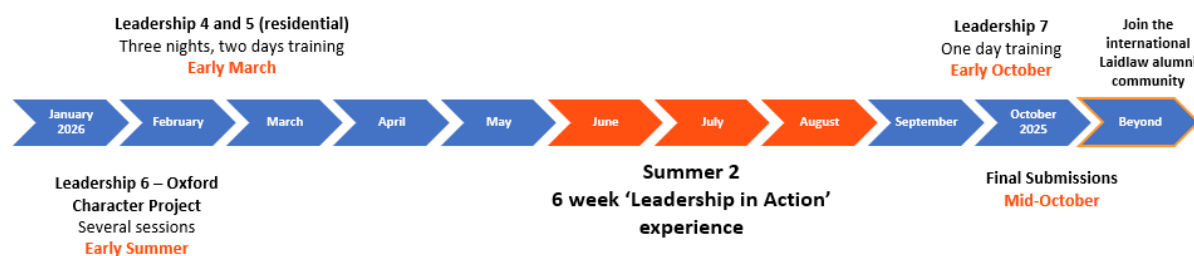 Leadership 4 and 5 (residential)
Three nights, two days training
Early March
Leadership 7
One day training
Early October
Join the
international
Laidlaw alumni
community
January
2026
February
March
April
May
June
July
August
September
October
2025
Beyond
Leadership 6 – Oxford
Character Project
Several sessions
Early Summer
Summer 2
6 week ‘Leadership in Action’
experience
Final Submissions
Mid-October